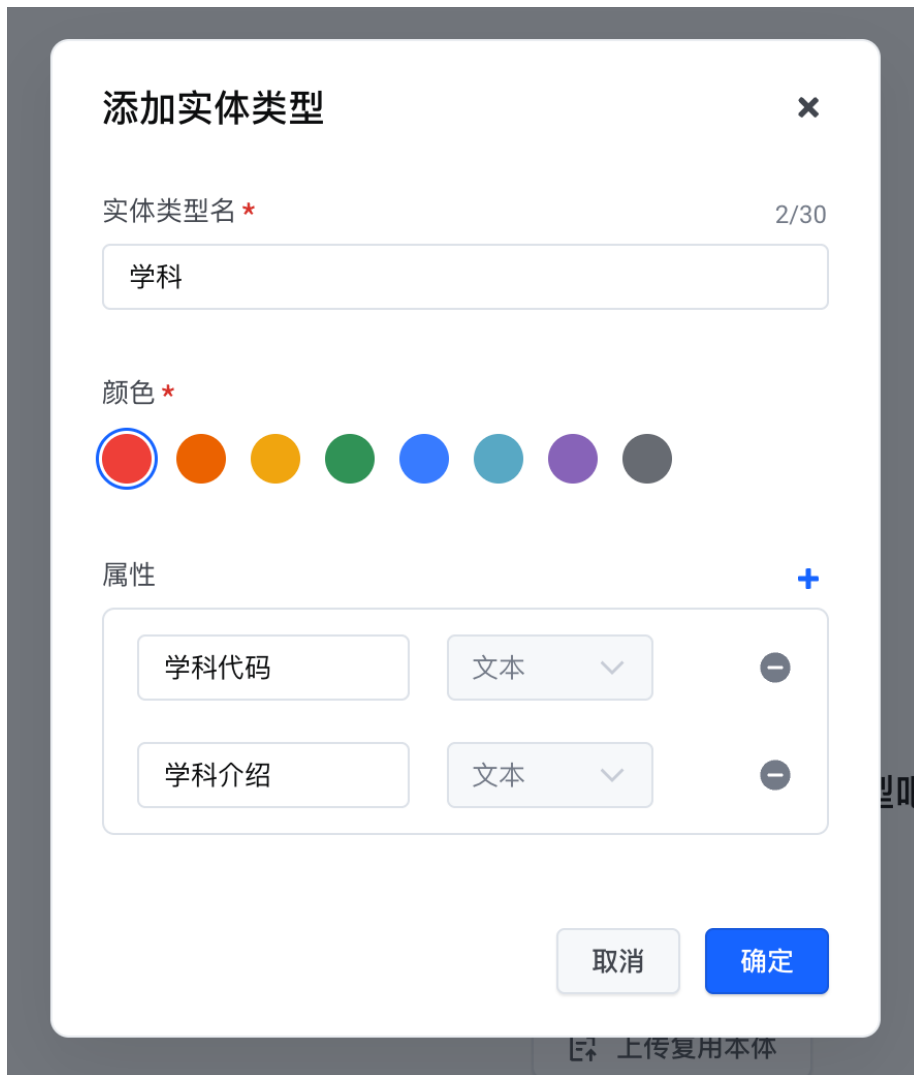 添加实体类型
实体类型名 *
2/30
学科
颜色 *
属性
学科代码
文本
学科介绍
文本
型吧
取消
确定
上传复用本体